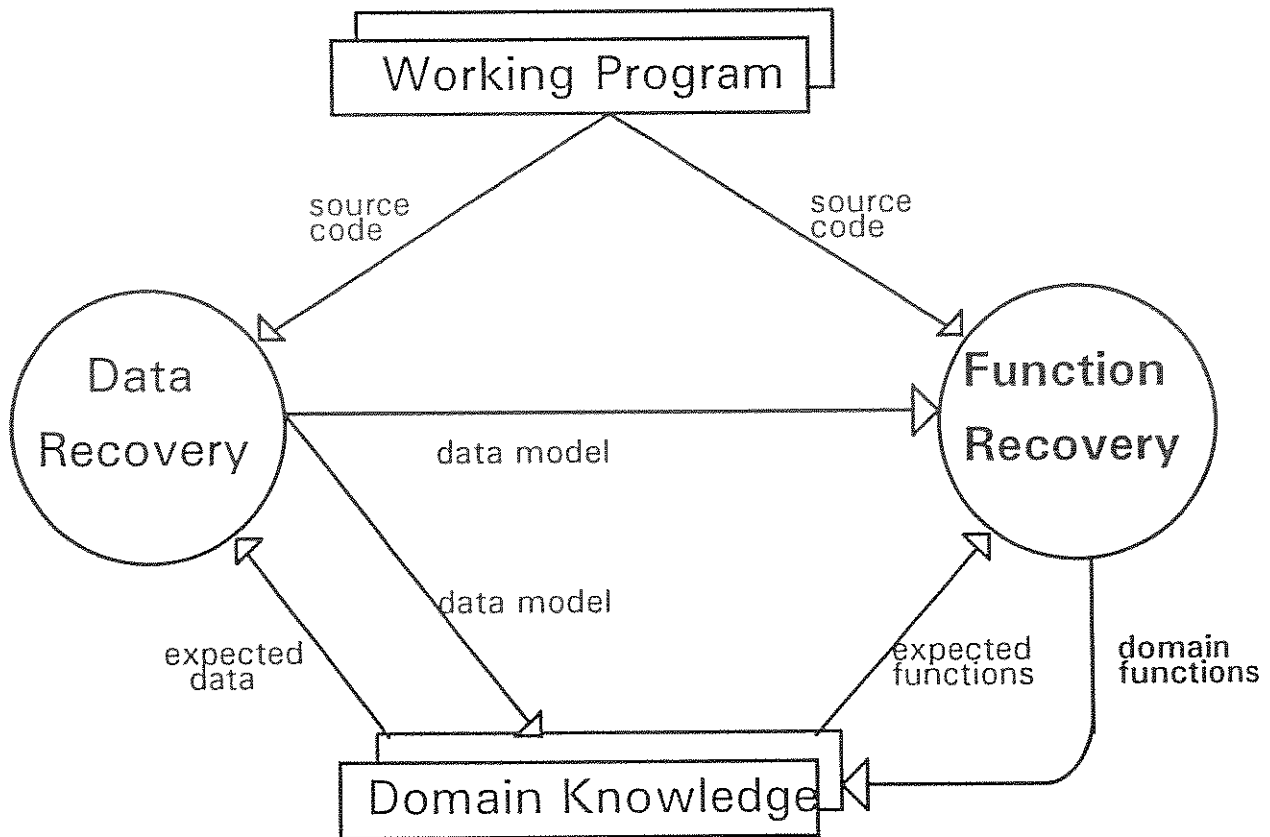 Working Program
source
code
source
code
Data
Recovery
Function
Recovery
data model
data model
expected
data
expected
functions
domain
functions
Domain Knowledge